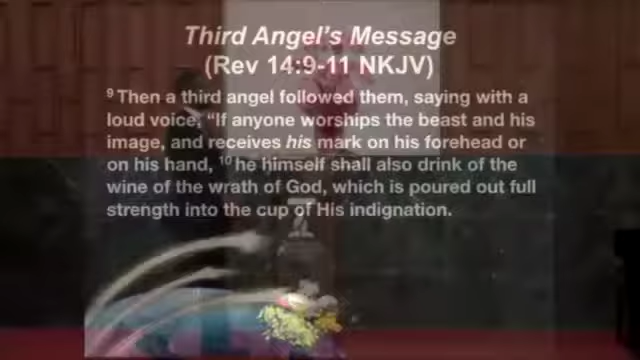 Third Angel's Message
(Rev 14:9-11 NKJV)
⁹ Then a third angel followed them, saying with a
loud voice, “If anyone worships the beast and his
image, and receives his mark on his forehead or
on his hand, ¹⁰ he himself shall also drink of the
wine of the wrath of God, which is poured out full
strength into the cup of His indignation.